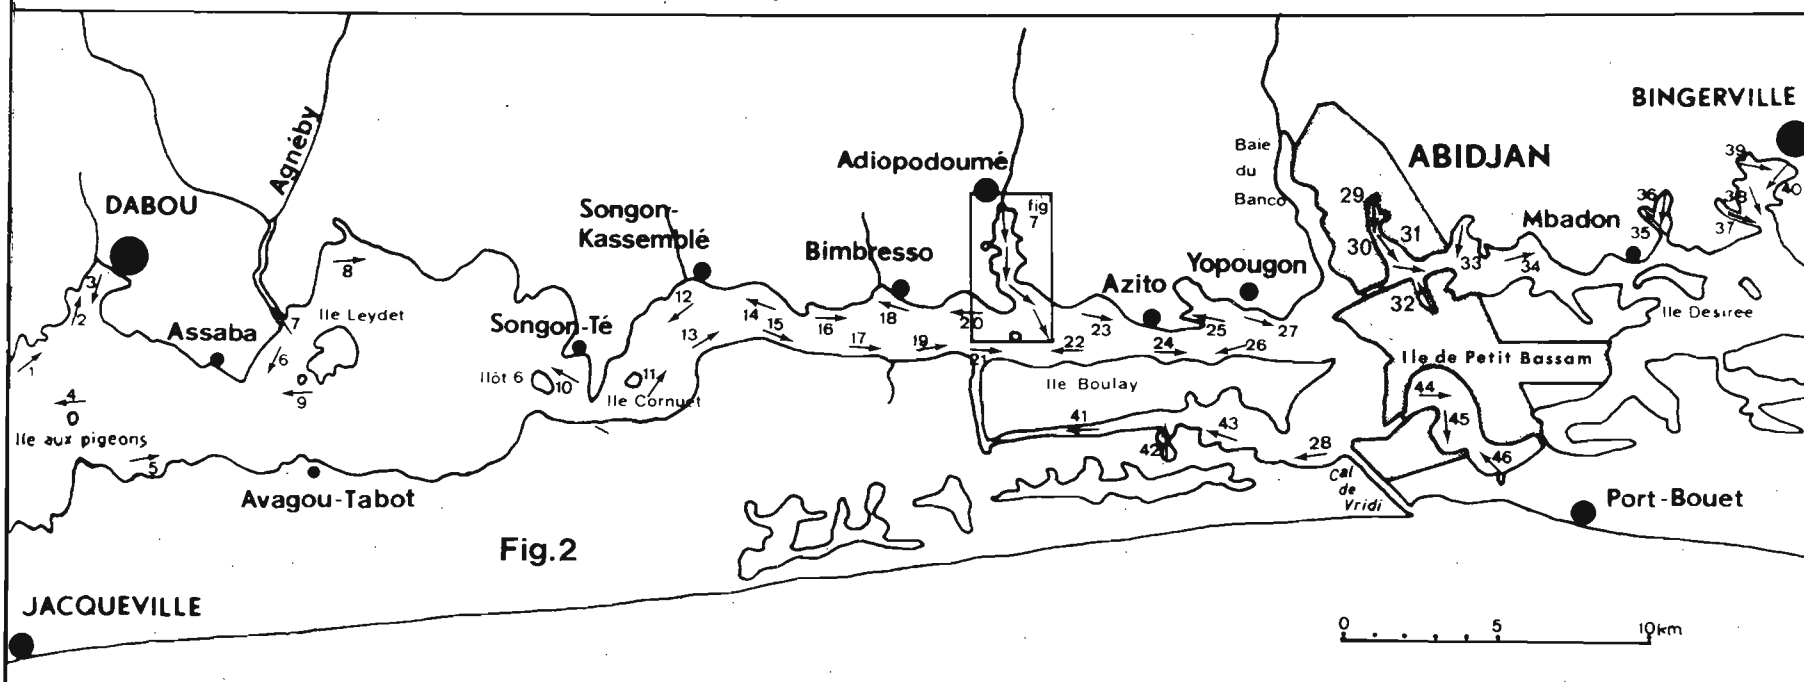 BINGERVILLE
ABIDJAN
Baie
du
Banco
Adiopodoumé
fig
7
Agnéby
DABOU
Songon-
Kassemblé
Bimbresso
Mbadon
Yopougon
Azito
Ile Désirée
Ile Leydet
Assaba
Songon-Té
Ilôt 6
Ile Cornuet
Ile Boulay
Ile de Petit Bassam
Ile aux pigeons
Avagou-Tabot
Cal
de
Vridi
Port-Bouet
Fig.2
JACQUEVILLE
0 5 10km
1
2
3
4
5
6
7
8
9
10
11
12
13
14
15
16
17
18
19
20
21
22
23
24
25
26
27
28
29
30
31
32
33
34
35
36
37
38
39
40
41
42
43
44
45
46